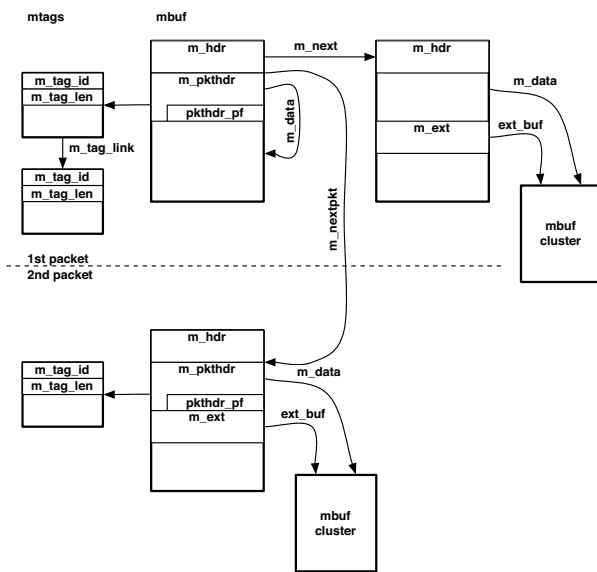 mtags
mbuf
m_hdr
m_next
m_hdr
m_tag_id
m_tag_len
m_pkthdr
m_data
pkthdr_pf
m_data
m_ext
ext_buf
m_tag_link
m_tag_id
m_tag_len
mbuf
cluster
m_nextpkt
1st packet
2nd packet
m_hdr
m_tag_id
m_tag_len
m_pkthdr
m_data
pkthdr_pf
m_ext
ext_buf
mbuf
cluster